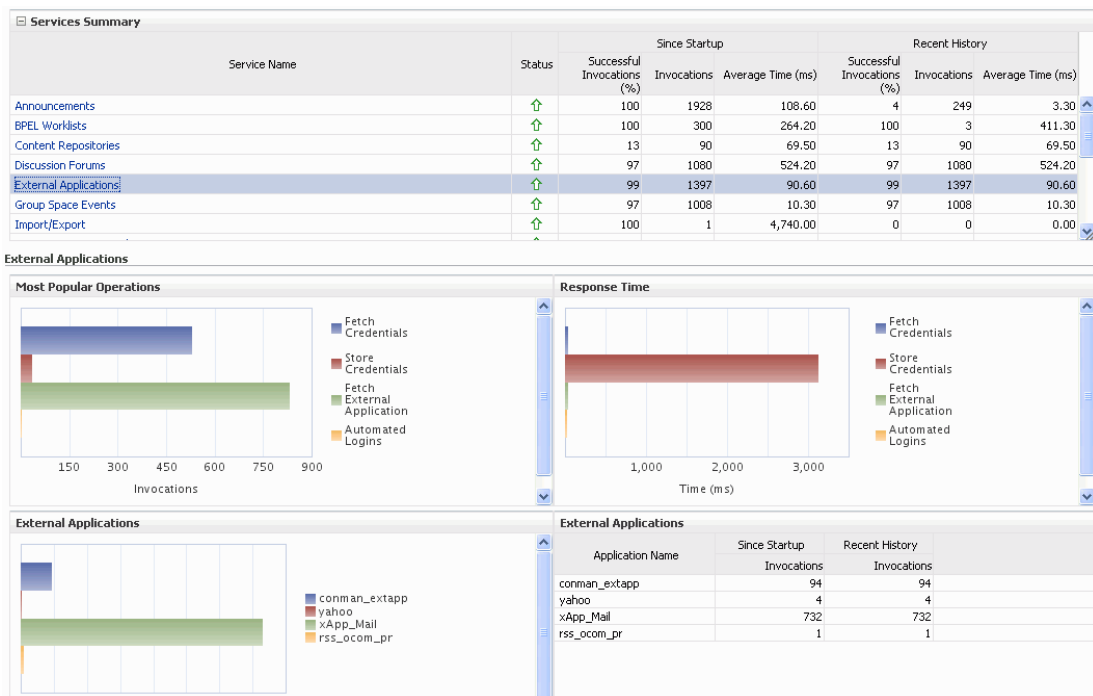 Services Summary
Since Startup Recent History
Service Name Status Successful Invocations (%) Invocations Average Time (ms) Successful Invocations (%) Invocations Average Time (ms)
Announcements 100 1928 108.60 4 249 3.30
BPEL Worklists 100 300 264.20 100 3 411.30
Content Repositories 13 90 69.50 13 90 69.50
Discussion Forums 97 1080 524.20 97 1080 524.20
External Applications 99 1397 90.60 99 1397 90.60
Group Space Events 97 1008 10.30 97 1008 10.30
Import/Export 100 1 4,740.00 0 0 0.00
External Applications
Most Popular Operations
Fetch
Credentials
Store
Credentials
Fetch
External
Application
Automated
Logins
150 300 450 600 750 900
Invocations
Response Time
Fetch
Credentials
Store
Credentials
Fetch
External
Application
Automated
Logins
1,000 2,000 3,000
Time (ms)
External Applications
conman_extapp
yahoo
xApp_Mail
rss_ocom_pr
External Applications
Application Name Since Startup Recent History
Invocations Invocations
conman_extapp 94 94
yahoo 4 4
xApp_Mail 732 732
rss_ocom_pr 1 1